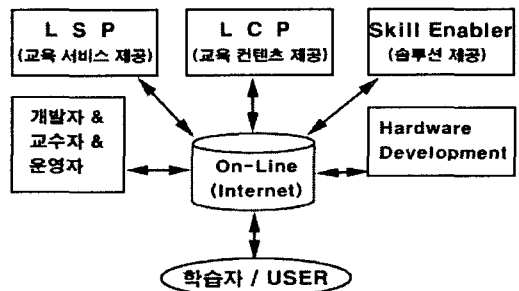 L S P
(교육 서비스 제공)
L C P
(교육 컨텐츠 제공)
Skill Enabler
(솔루션 제공)
개발자 &
교수자 &
운영자
On-Line
(Internet)
Hardware
Development
학습자 / USER